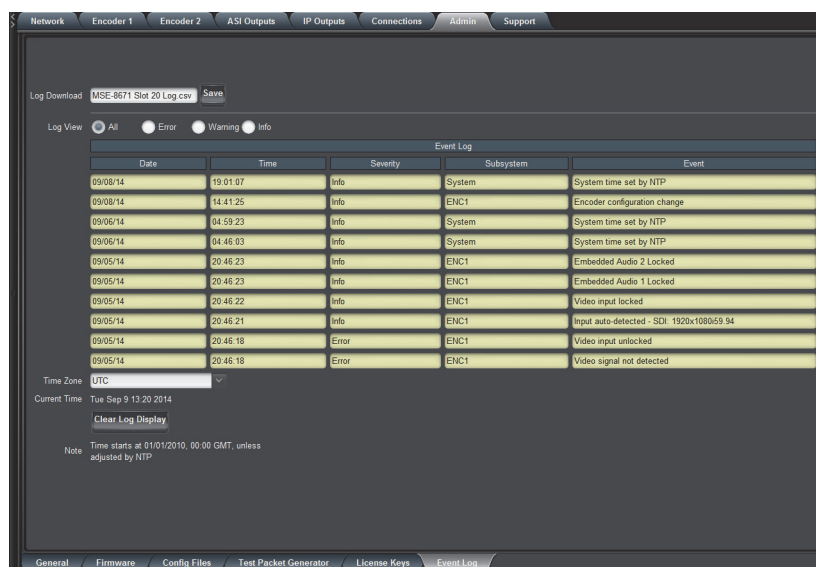 Network Encoder 1 Encoder 2 ASI Outputs IP Outputs Connections Admin Support
Log Download MSE-8671 Slot 20 Log.csv Save
Log View All Error Warning Info
Event Log
Date Time Severity Subsystem Event
09/08/14 19:01:07 Info System System time set by NTP
09/08/14 14:41:25 Info ENC1 Encoder configuration change
09/06/14 04:59:23 Info System System time set by NTP
09/06/14 04:46:03 Info System System time set by NTP
09/05/14 20:46:23 Info ENC1 Embedded Audio 2 Locked
09/05/14 20:46:23 Info ENC1 Embedded Audio 1 Locked
09/05/14 20:46:22 Info ENC1 Video input locked
09/05/14 20:46:21 Info ENC1 Input auto-detected - SDI: 1920x1080i59.94
09/05/14 20:46:18 Error ENC1 Video input unlocked
09/05/14 20:46:18 Error ENC1 Video signal not detected
Time Zone UTC
Current Time Tue Sep 9 13:20 2014
Clear Log Display
Note Time starts at 01/01/2010, 00:00 GMT, unless
adjusted by NTP
General Firmware Config Files Test Packet Generator License Keys Event Log